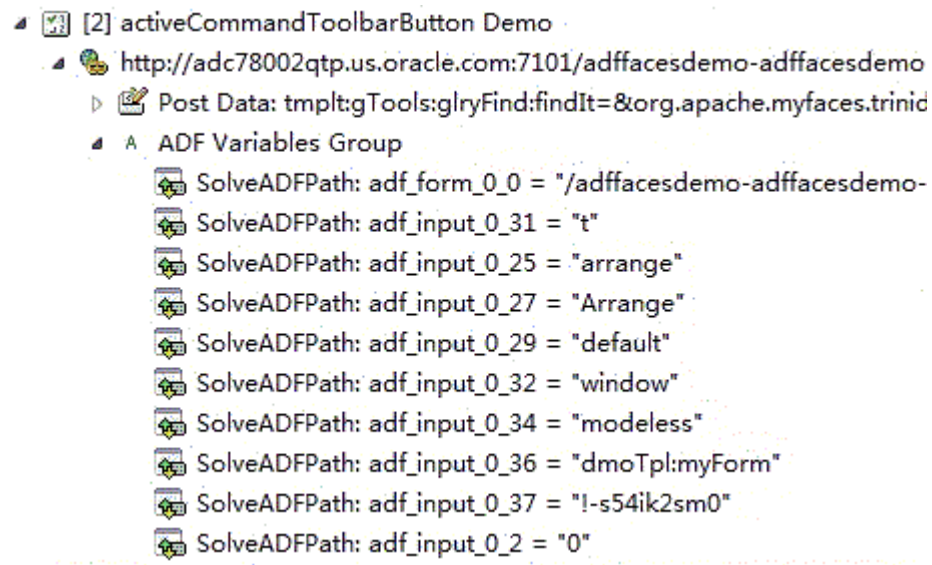 [2] activeCommandToolbarButton Demo
http://adc78002qtp.us.oracle.com:7101/adffacesdemo-adffacesdemo
Post Data: tmplt:gTools:glryFind:findIt=&org.apache.myfaces.trinid
A ADF Variables Group
SolveADFPath: adf_form_0_0 = "/adffacesdemo-adffacesdemo-
SolveADFPath: adf_input_0_31 = "t"
SolveADFPath: adf_input_0_25 = "arrange"
SolveADFPath: adf_input_0_27 = "Arrange"
SolveADFPath: adf_input_0_29 = "default"
SolveADFPath: adf_input_0_32 = "window"
SolveADFPath: adf_input_0_34 = "modeless"
SolveADFPath: adf_input_0_36 = "dmoTpl:myForm"
SolveADFPath: adf_input_0_37 = "!-s54ik2sm0"
SolveADFPath: adf_input_0_2 = "0"